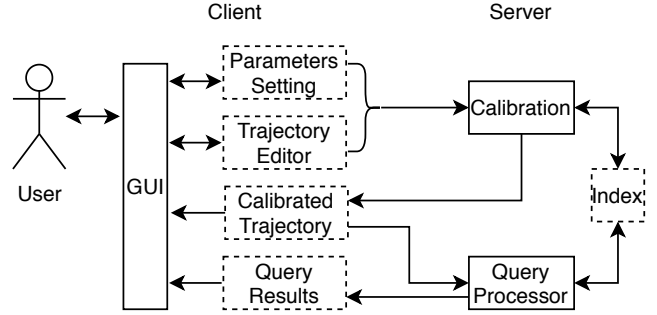 Client
Server
Parameters
Setting
Calibration
Trajectory
Editor
User
GUI
Calibrated
Trajectory
Index
Query
Results
Query
Processor